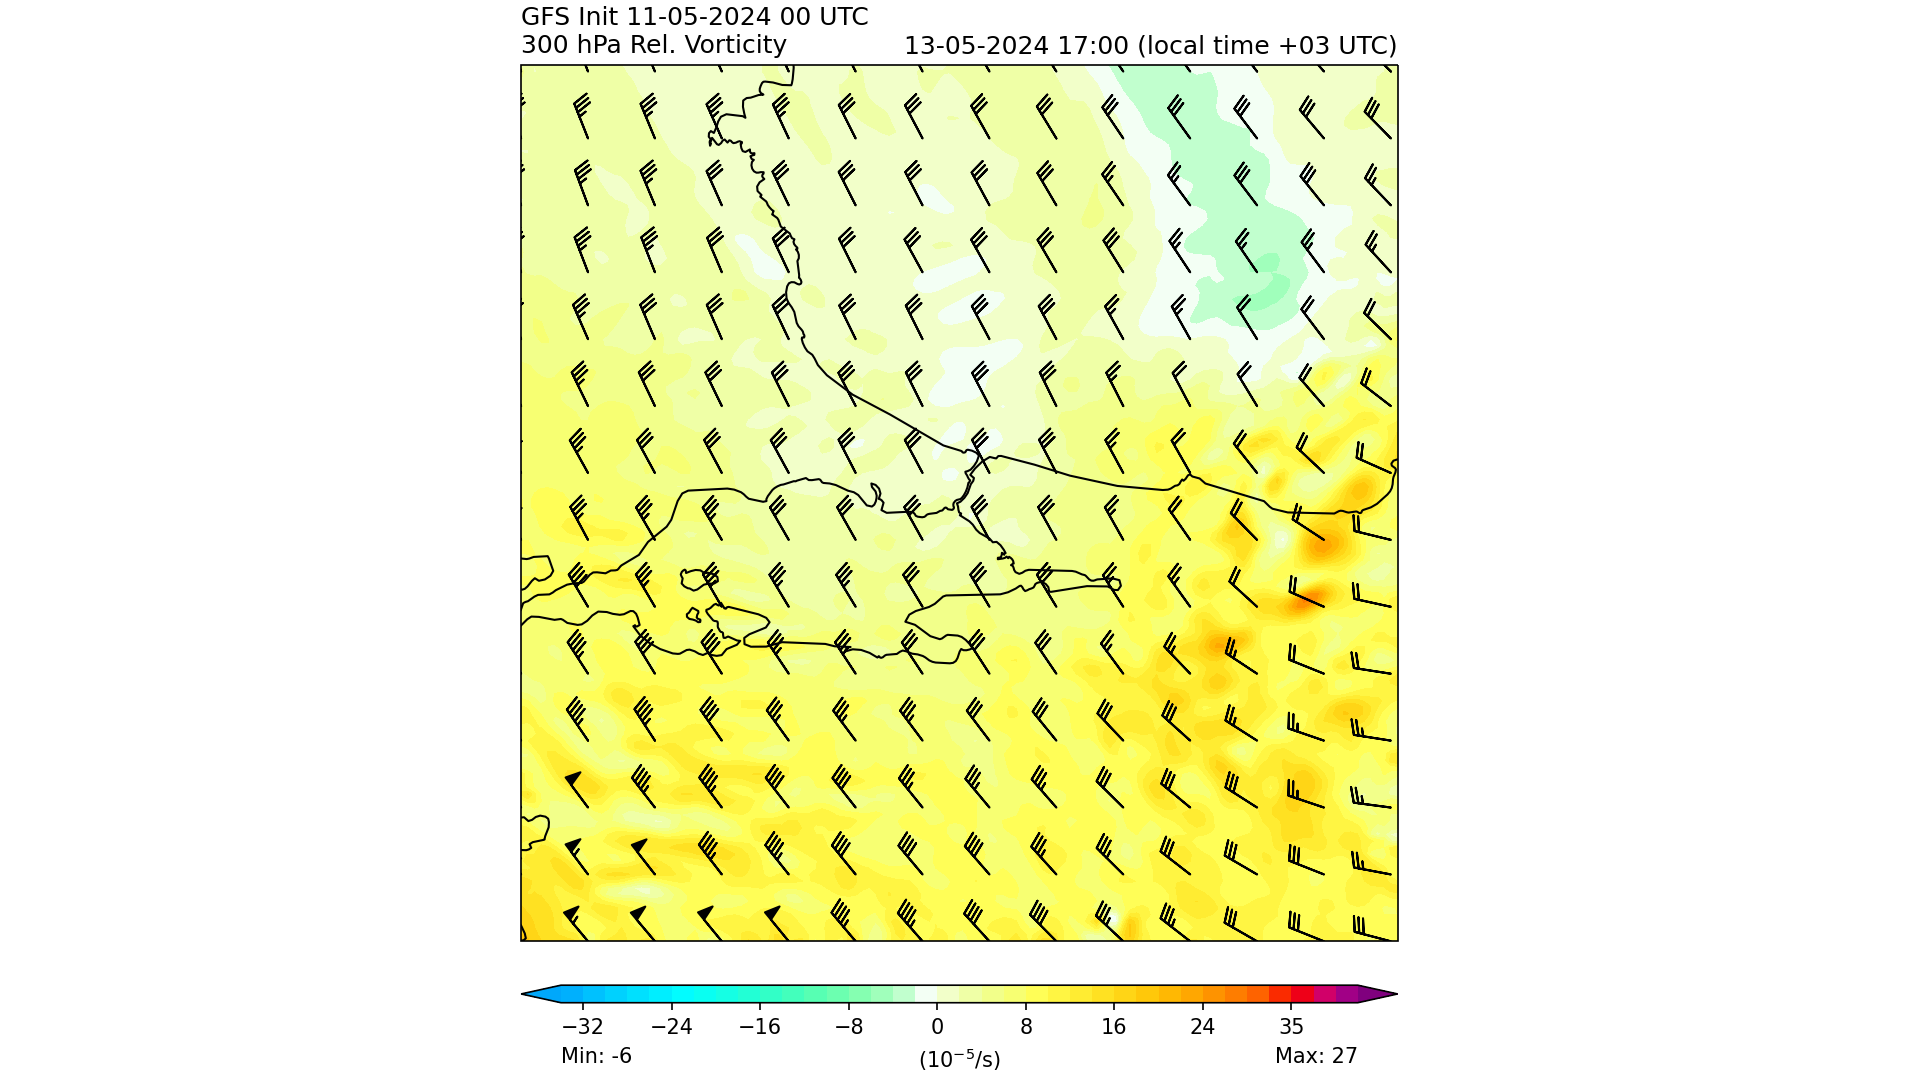 GFS Init 11-05-2024 00 UTC
300 hPa Rel. Vorticity
13-05-2024 17:00 (local time +03 UTC)
−32 −24 −16 −8 0 8 16 24 35
Min: -6 (10⁻⁵/s) Max: 27